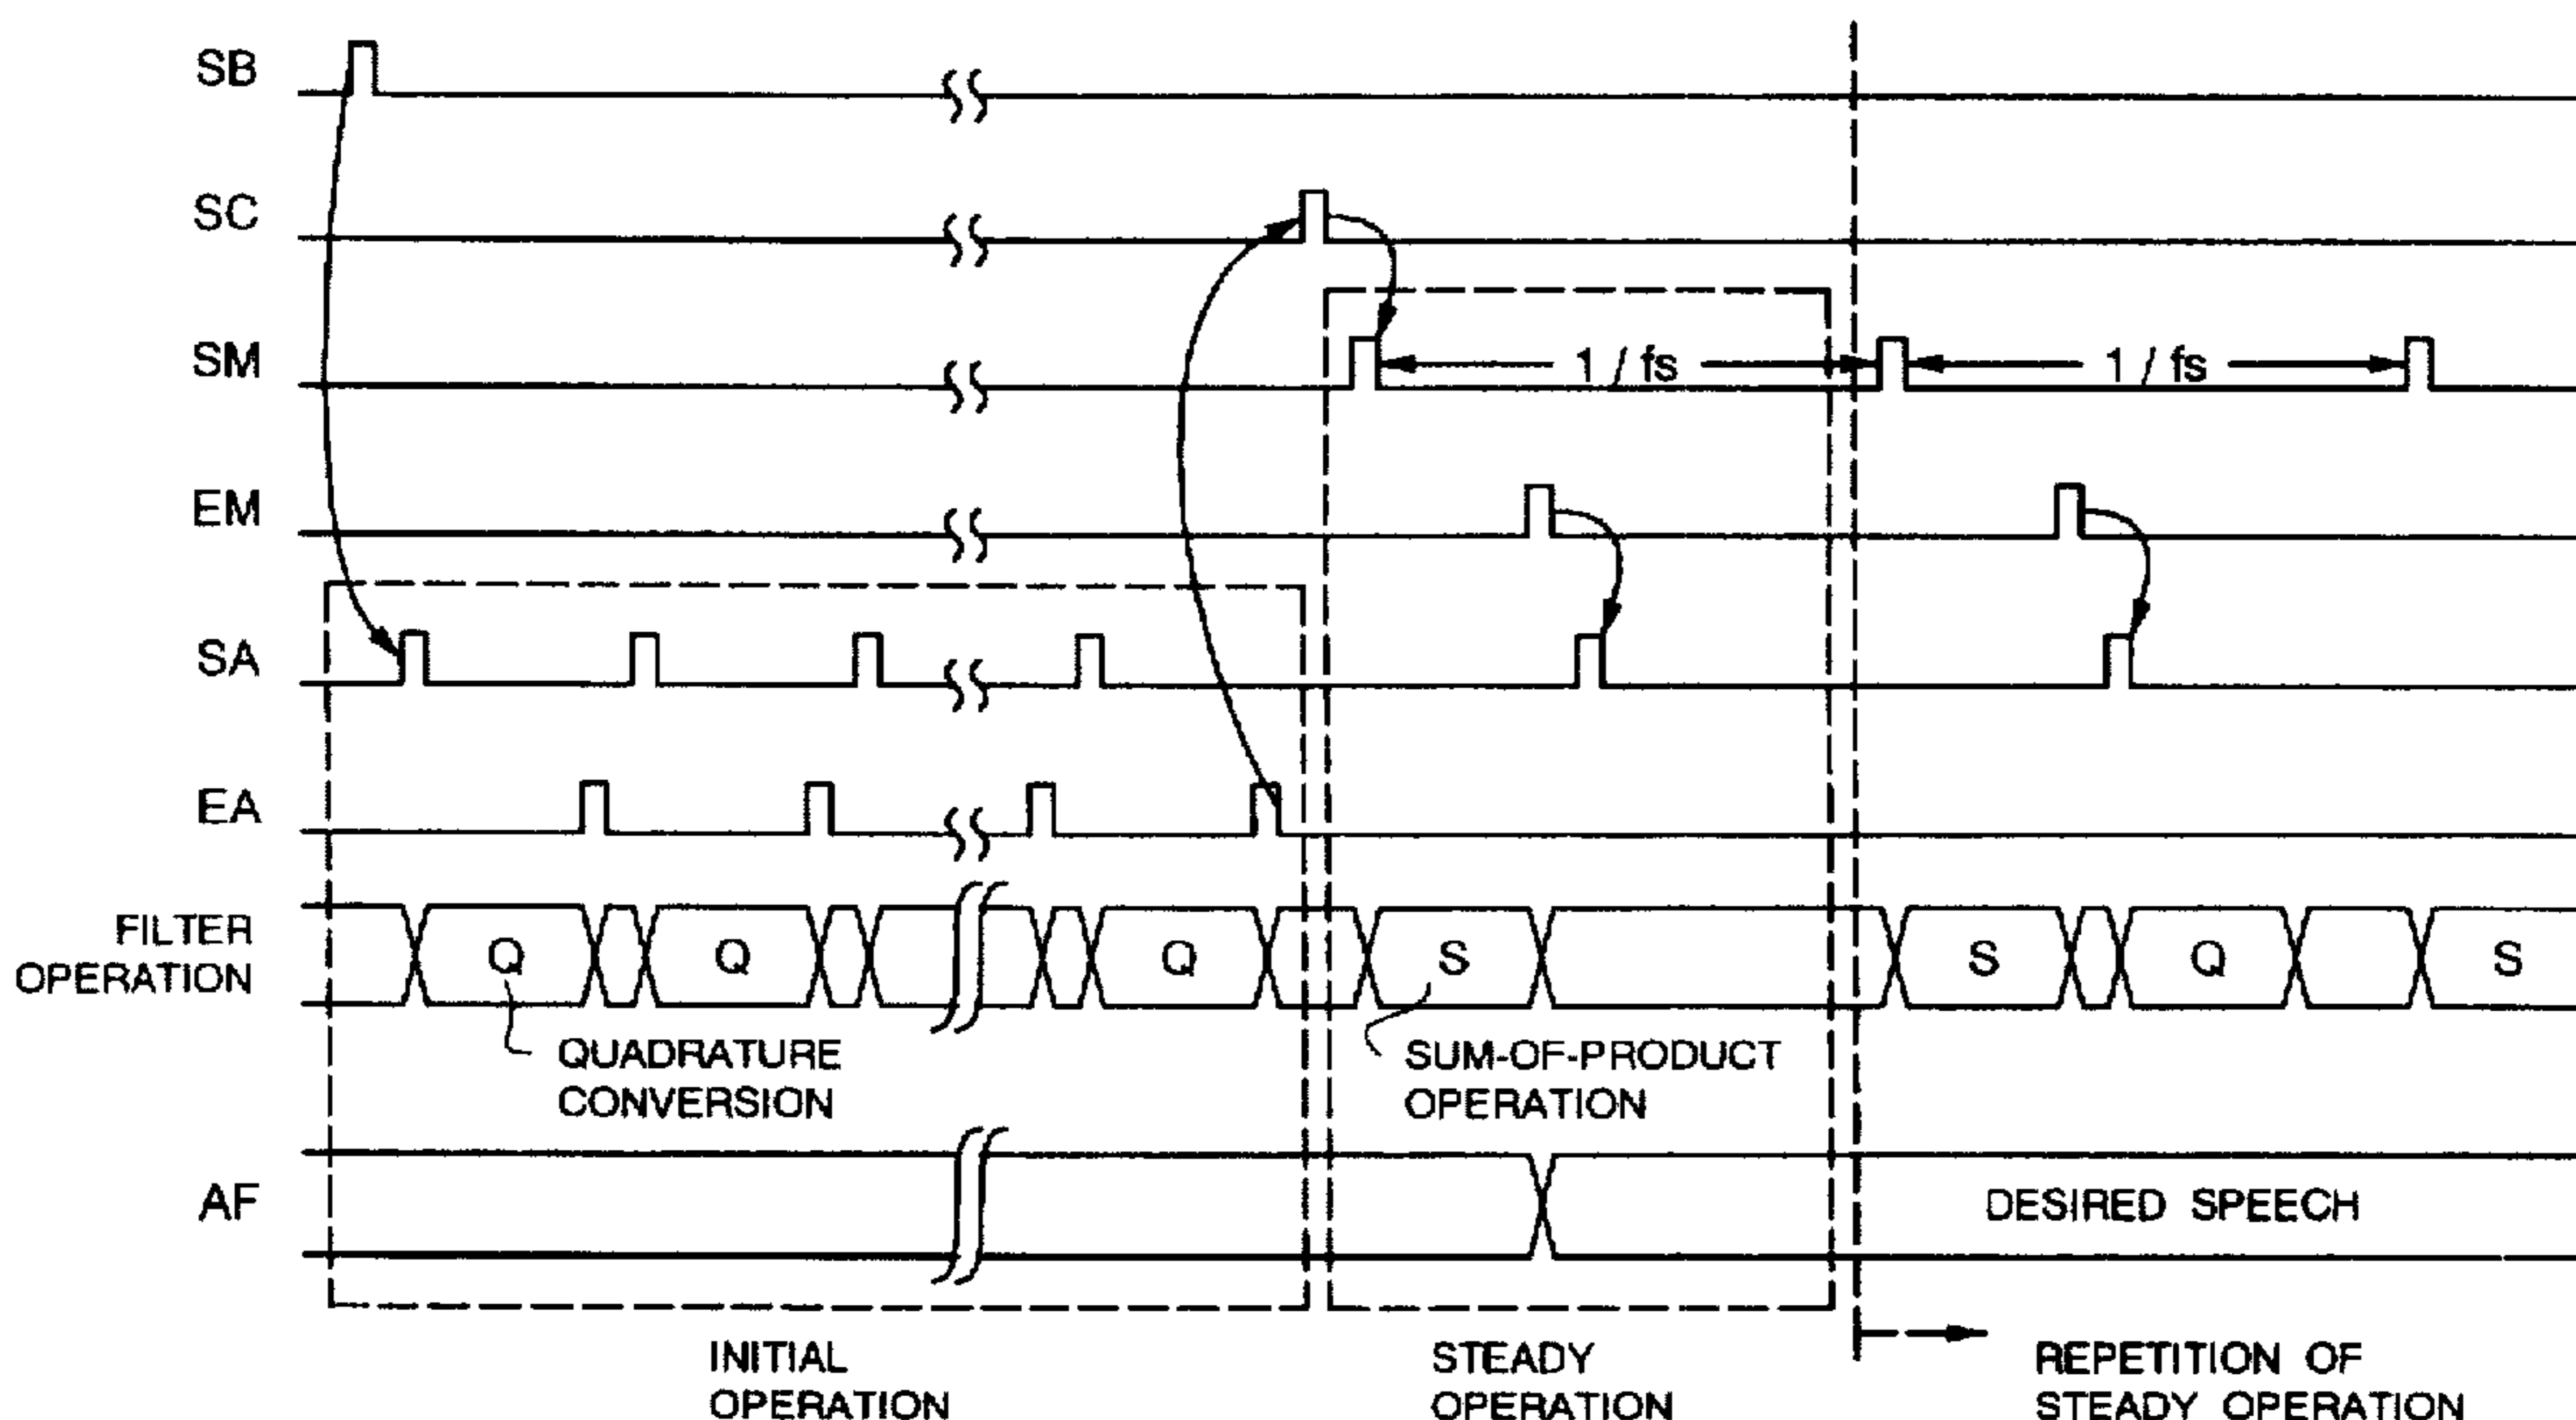 SB
SC
SM
1 / fs
1 / fs
EM
SA
EA
FILTER
OPERATION
Q
Q
Q
S
S
Q
S
QUADRATURE
CONVERSION
SUM-OF-PRODUCT
OPERATION
AF
DESIRED SPEECH
INITIAL
OPERATION
STEADY
OPERATION
REPETITION OF
STEADY OPERATION